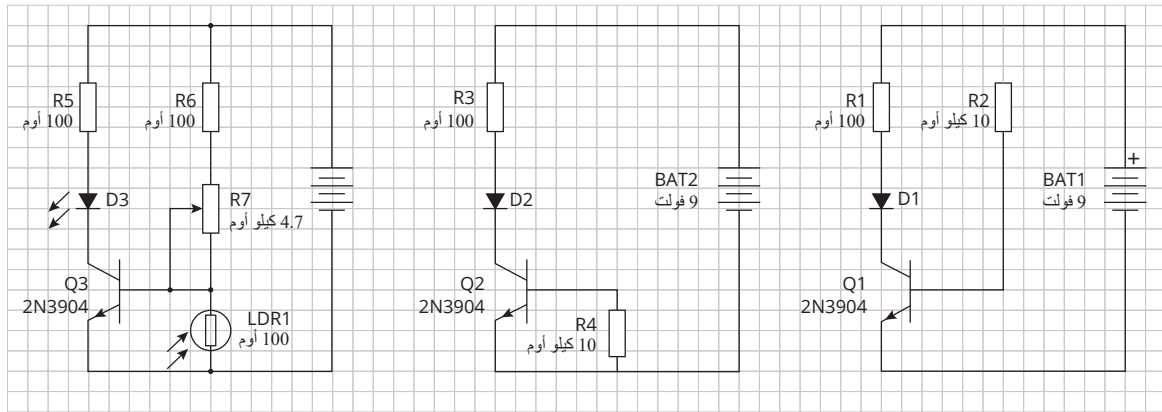 R5
100 أوم
R6
100 أوم
D3
R7
4.7 كيلو أوم
Q3
2N3904
LDR1
100 أوم
R3
100 أوم
D2
BAT2
9 فولت
Q2
2N3904
R4
10 كيلو أوم
R1
100 أوم
R2
10 كيلو أوم
D1
+
BAT1
9 فولت
Q1
2N3904